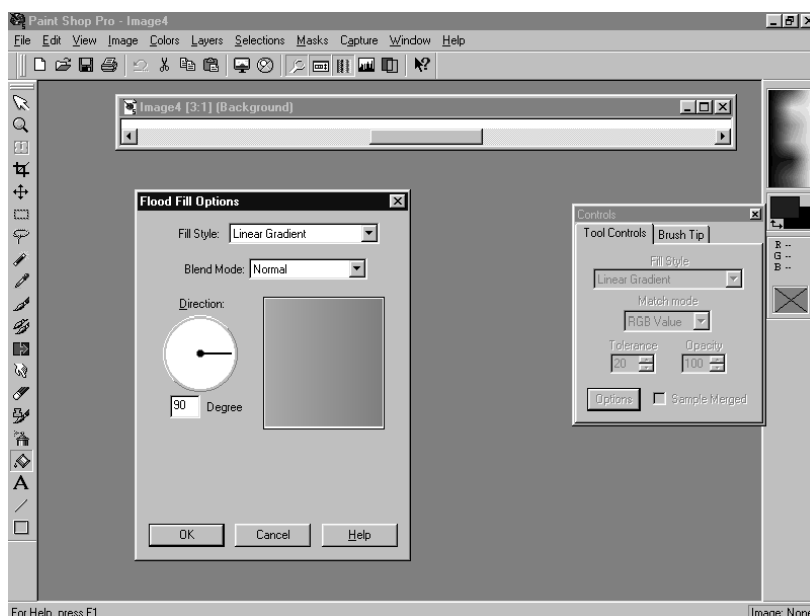 Paint Shop Pro - Image4
File Edit View Image Colors Layers Selections Masks Capture Window Help
Image4 [3:1] (Background)
Flood Fill Options
Fill Style: Linear Gradient
Blend Mode: Normal
Direction:
90 Degree
OK Cancel Help
Controls
Tool Controls Brush Tip
Fill Style
Linear Gradient
Match mode
RGB Value
Tolerance Opacity
20 100
Options Sample Merged
R --
G --
B --
A
For Help, press F1 Image: None